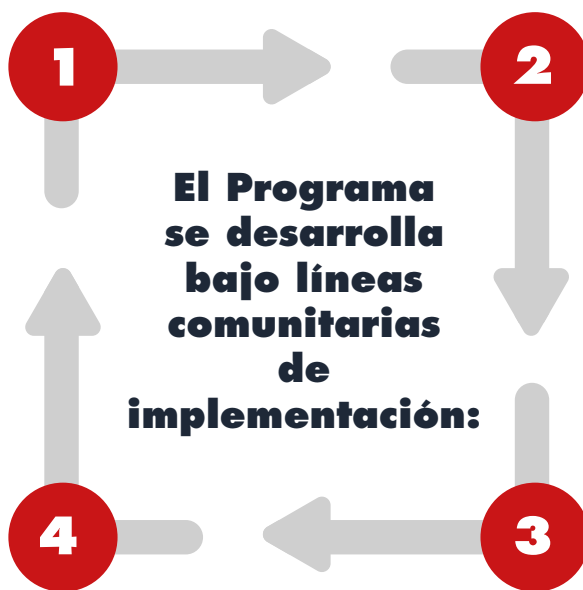 1
2
El Programa
se desarrolla
bajo líneas
comunitarias
de
implementación:
4
3